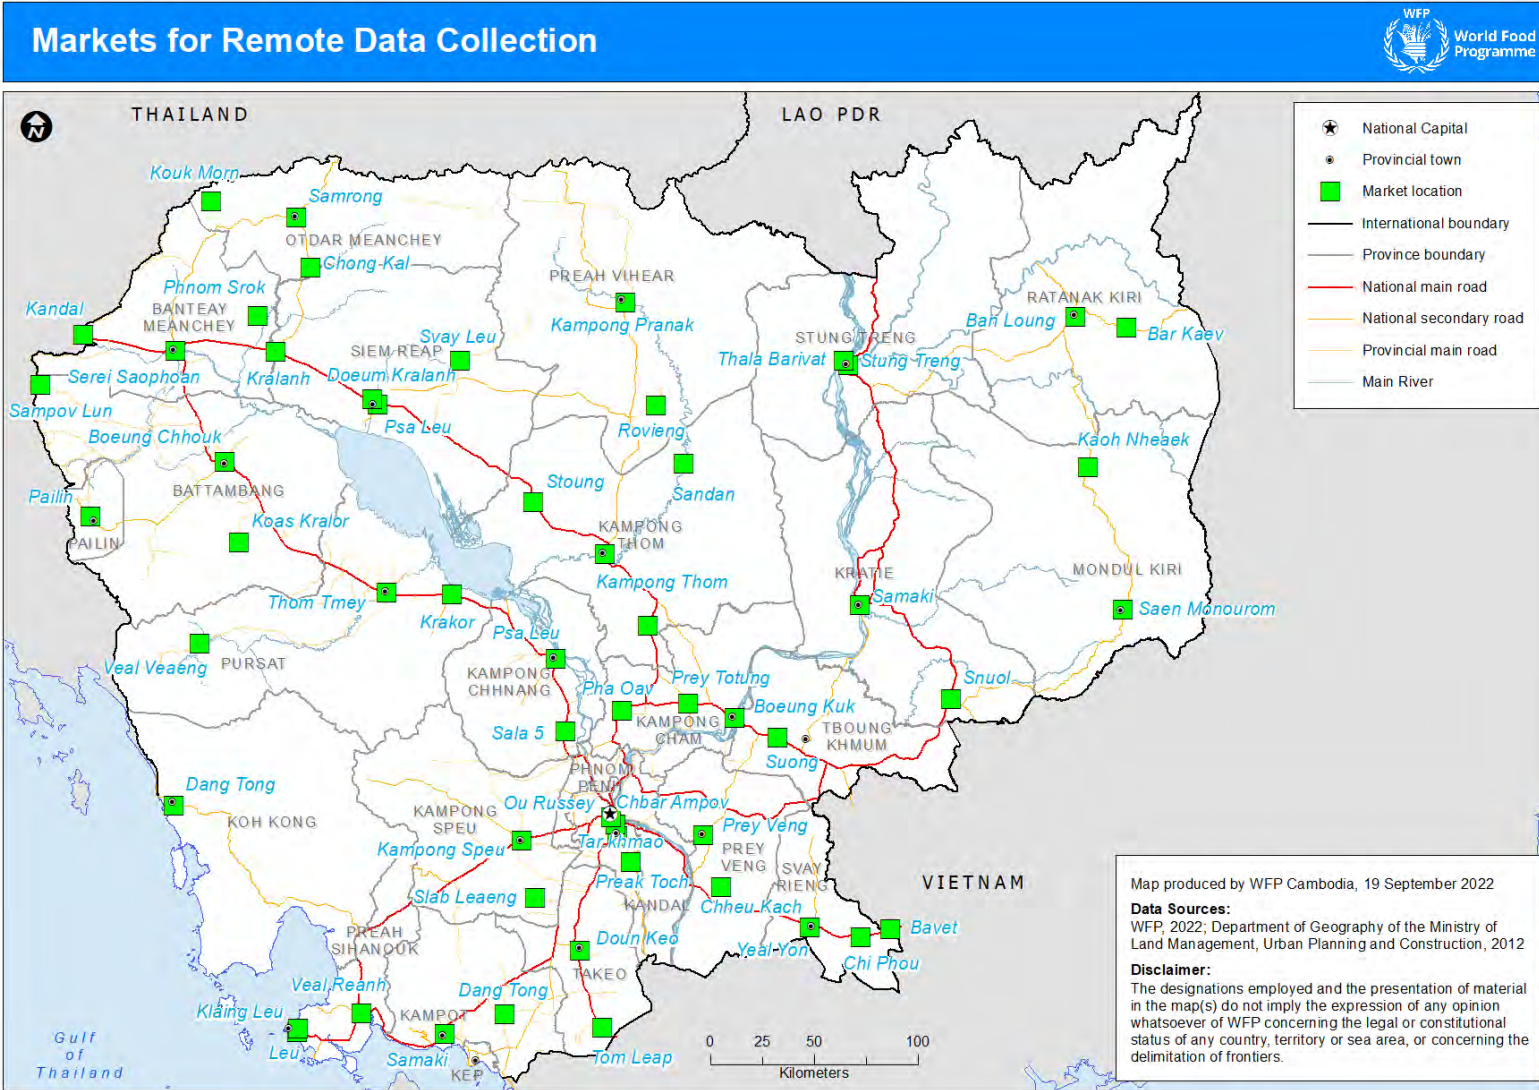 Markets for Remote Data Collection
WFP
World Food
Programme
THAILAND
LAO PDR
N
National Capital
Provincial town
Market location
International boundary
Province boundary
National main road
National secondary road
Provincial main road
Main River
Kouk Morn
Samrong
OTDAR MEANCHEY
Chong-Kal
PREAH VIHEAR
Phnom Srok
Kandal
BANTEAY
MEANCHEY
Kampong Pranak
RATANAK KIRI
Ban Loung
Bar Kaev
Svay Leu
SIEM REAP
STUNG TRENG
Thala Barivat
Stung Treng
Serei Saophoan
Kralanh
Doeum Kralanh
Sampov Lun
Psa Leu
Rovieng
Boeung Chhouk
Kaoh Nheaek
BATTAMBANG
Stoung
Sandan
Pailin
Koas Kralor
PAILIN
KAMPONG
THOM
KRATIE
MONDUL KIRI
Kampong Thom
Thom Tmey
Krakor
Samaki
Saen Monourom
Psa Leu
Veal Veaeng
PURSAT
KAMPONG
CHHNANG
Pha Oav
Prey Totung
Snuol
Boeung Kuk
Sala 5
KAMPONG
CHAM
TBOUNG
KHMUM
Suong
PHNOM
PENH
Dang Tong
KOH KONG
KAMPONG
SPEU
Ou Russey
Chbar Ampov
Kampong Speu
Tar khmao
Prey Veng
PREY
VENG
SVAY
RIENG
Preak Toch
VIETNAM
Slab Leaeng
KANDAL
Chheu Kach
PREAH
SIHANOUK
Doun Keo
Yeal Yon
Bavet
Chi Phou
TAKEO
Veal Reanh
Dang Tong
Klaing Leu
KAMPOT
Leu
Samaki
KEP
Tom Leap
Gulf
of
Thailand
0 25 50 100
Kilometers
Map produced by WFP Cambodia, 19 September 2022
Data Sources:
WFP, 2022; Department of Geography of the Ministry of
Land Management, Urban Planning and Construction, 2012
Disclaimer:
The designations employed and the presentation of material
in the map(s) do not imply the expression of any opinion
whatsoever of WFP concerning the legal or constitutional
status of any country, territory or sea area, or concerning the
delimitation of frontiers.